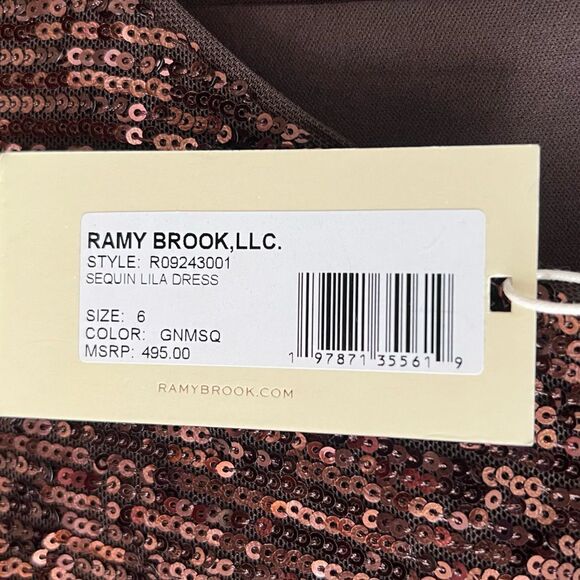 RAMY BROOK,LLC.
STYLE: R09243001
SEQUIN LILA DRESS
SIZE: 6
COLOR: GNMSQ
MSRP: 495.00
1 97871 35561 9
RAMYBROOK.COM